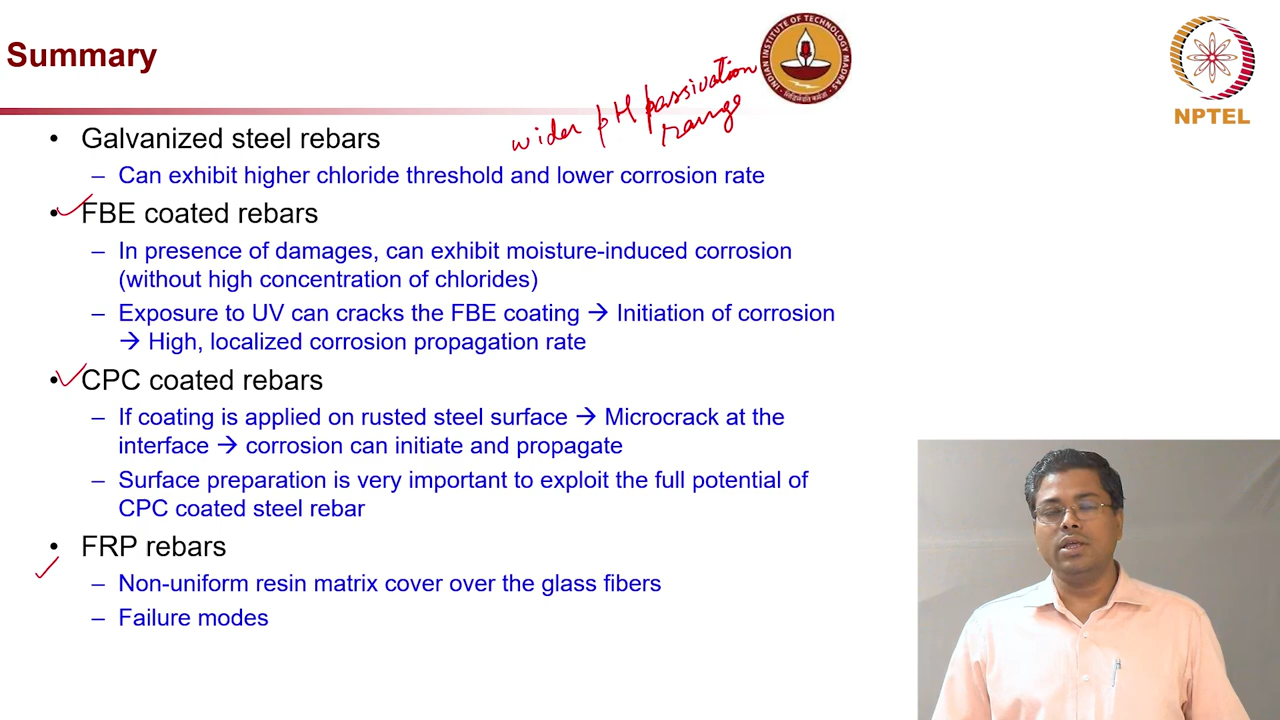 Summary
wider pH passivation
range
INDIAN INSTITUTE OF TECHNOLOGY MADRAS
NPTEL
• Galvanized steel rebars
– Can exhibit higher chloride threshold and lower corrosion rate
• FBE coated rebars
– In presence of damages, can exhibit moisture-induced corrosion
(without high concentration of chlorides)
– Exposure to UV can cracks the FBE coating → Initiation of corrosion
→ High, localized corrosion propagation rate
• CPC coated rebars
– If coating is applied on rusted steel surface → Microcrack at the
interface → corrosion can initiate and propagate
– Surface preparation is very important to exploit the full potential of
CPC coated steel rebar
• FRP rebars
– Non-uniform resin matrix cover over the glass fibers
– Failure modes